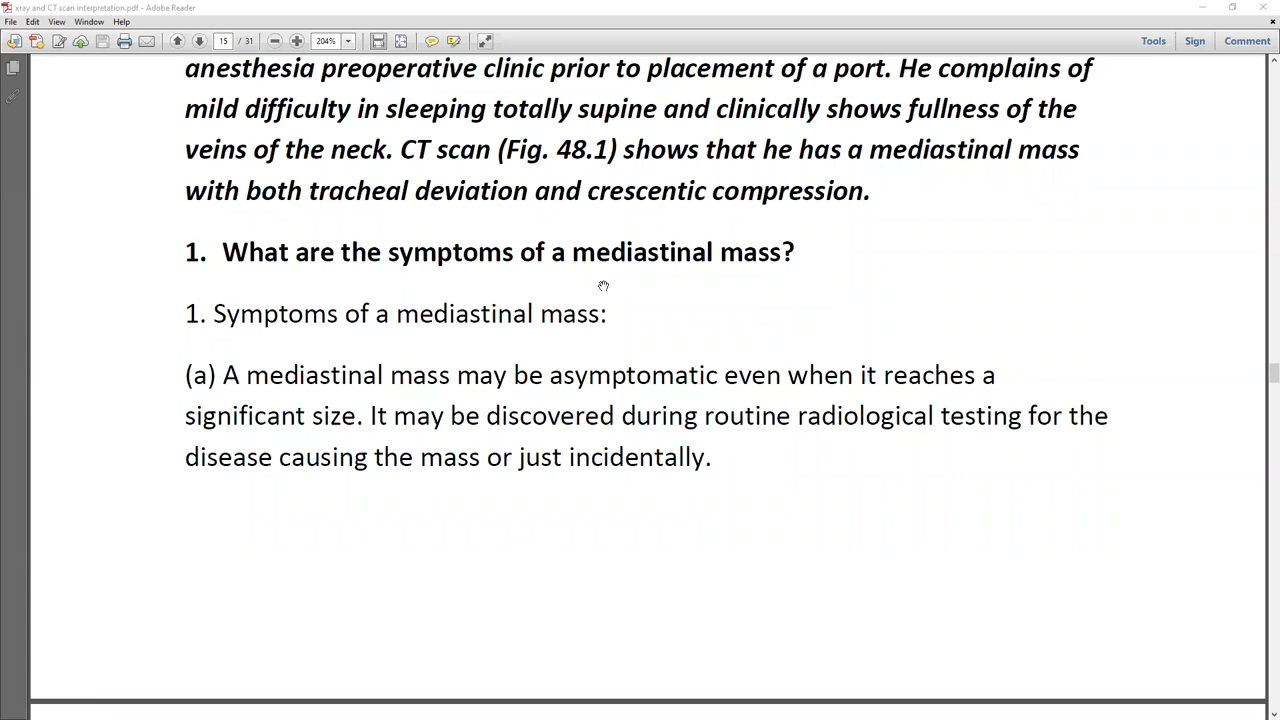 xray and CT scan interpretation.pdf - Adobe Reader
File Edit View Window Help
15 / 31 204% Tools Sign Comment
anesthesia preoperative clinic prior to placement of a port. He complains of
mild difficulty in sleeping totally supine and clinically shows fullness of the
veins of the neck. CT scan (Fig. 48.1) shows that he has a mediastinal mass
with both tracheal deviation and crescentic compression.
1. What are the symptoms of a mediastinal mass?
1. Symptoms of a mediastinal mass:
(a) A mediastinal mass may be asymptomatic even when it reaches a
significant size. It may be discovered during routine radiological testing for the
disease causing the mass or just incidentally.